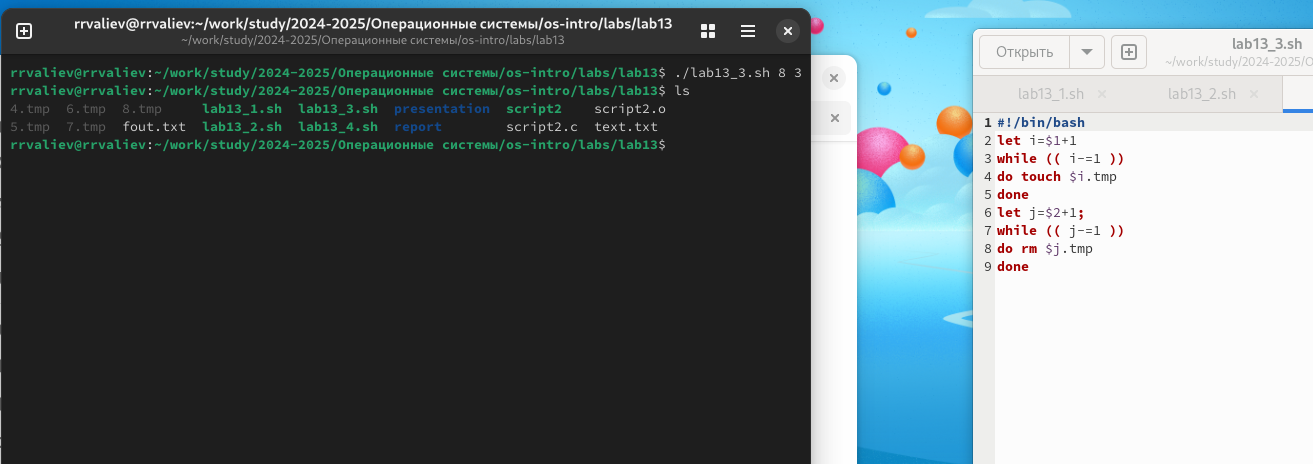 rrvaliev@rrvaliev:~/work/study/2024-2025/Операционные системы/os-intro/labs/lab13
~/work/study/2024-2025/Операционные системы/os-intro/labs/lab13
rrvaliev@rrvaliev:~/work/study/2024-2025/Операционные системы/os-intro/labs/lab13$ ./lab13_3.sh 8 3
rrvaliev@rrvaliev:~/work/study/2024-2025/Операционные системы/os-intro/labs/lab13$ ls
4.tmp 6.tmp 8.tmp lab13_1.sh lab13_3.sh presentation script2 script2.o
5.tmp 7.tmp fout.txt lab13_2.sh lab13_4.sh report script2.c text.txt
rrvaliev@rrvaliev:~/work/study/2024-2025/Операционные системы/os-intro/labs/lab13$
Открыть
lab13_3.sh
~/work/study/2024-2025/О
lab13_1.sh lab13_2.sh
1 #!/bin/bash
2 let i=$1+1
3 while (( i-=1 ))
4 do touch $i.tmp
5 done
6 let j=$2+1;
7 while (( j-=1 ))
8 do rm $j.tmp
9 done